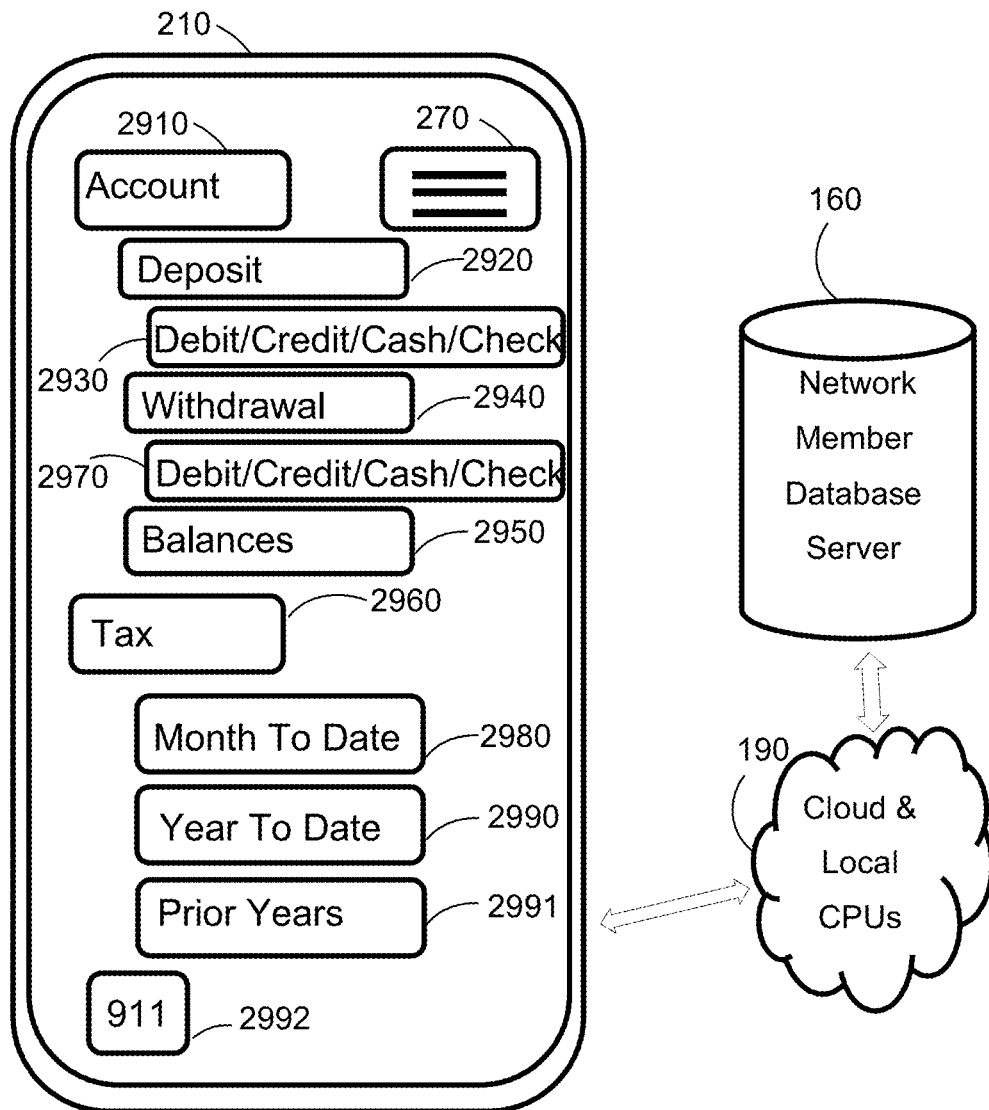 210
2910
270
Account
Deposit
2920
Debit/Credit/Cash/Check
2930
Withdrawal
2940
2970
Debit/Credit/Cash/Check
Balances
2950
2960
Tax
Month To Date
2980
Year To Date
2990
Prior Years
2991
911
2992
160
Network
Member
Database
Server
190
Cloud &
Local
CPUs